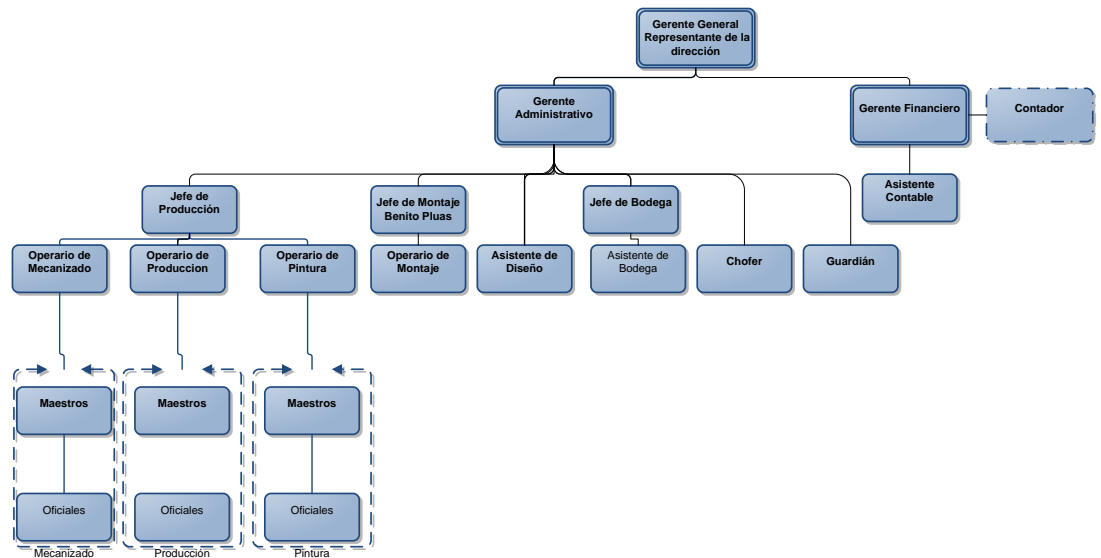 Gerente General
Representante de la
dirección
Gerente
Administrativo
Gerente Financiero
Contador
Jefe de
Producción
Jefe de Montaje
Benito Pluas
Jefe de Bodega
Asistente
Contable
Operario de
Mecanizado
Operario de
Produccion
Operario de
Pintura
Operario de
Montaje
Asistente de
Diseño
Asistente de
Bodega
Chofer
Guardián
Maestros
Maestros
Maestros
Oficiales
Oficiales
Oficiales
Mecanizado
Producción
Pintura